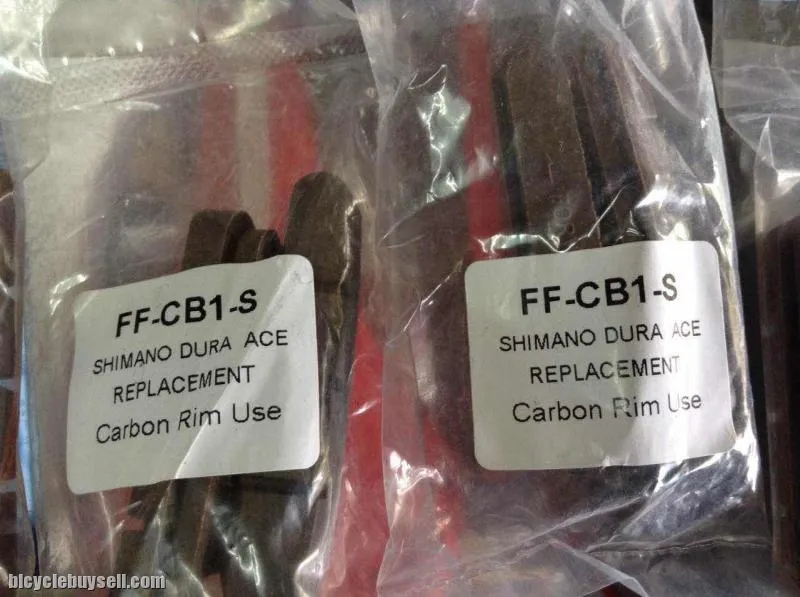 FF-CB1-S
SHIMANO DURA ACE
REPLACEMENT
Carbon Rim Use
FF-CB1-S
SHIMANO DURA ACE
REPLACEMENT
Carbon Rim Use
bicyclebuysell.com